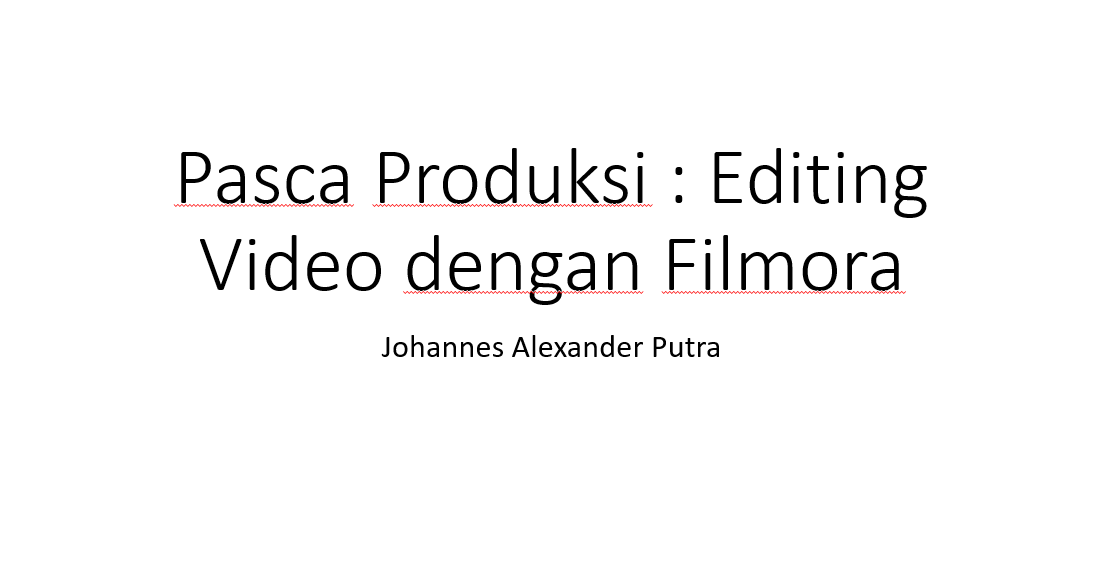 Pasca Produksi : Editing
Video dengan Filmora
Johannes Alexander Putra